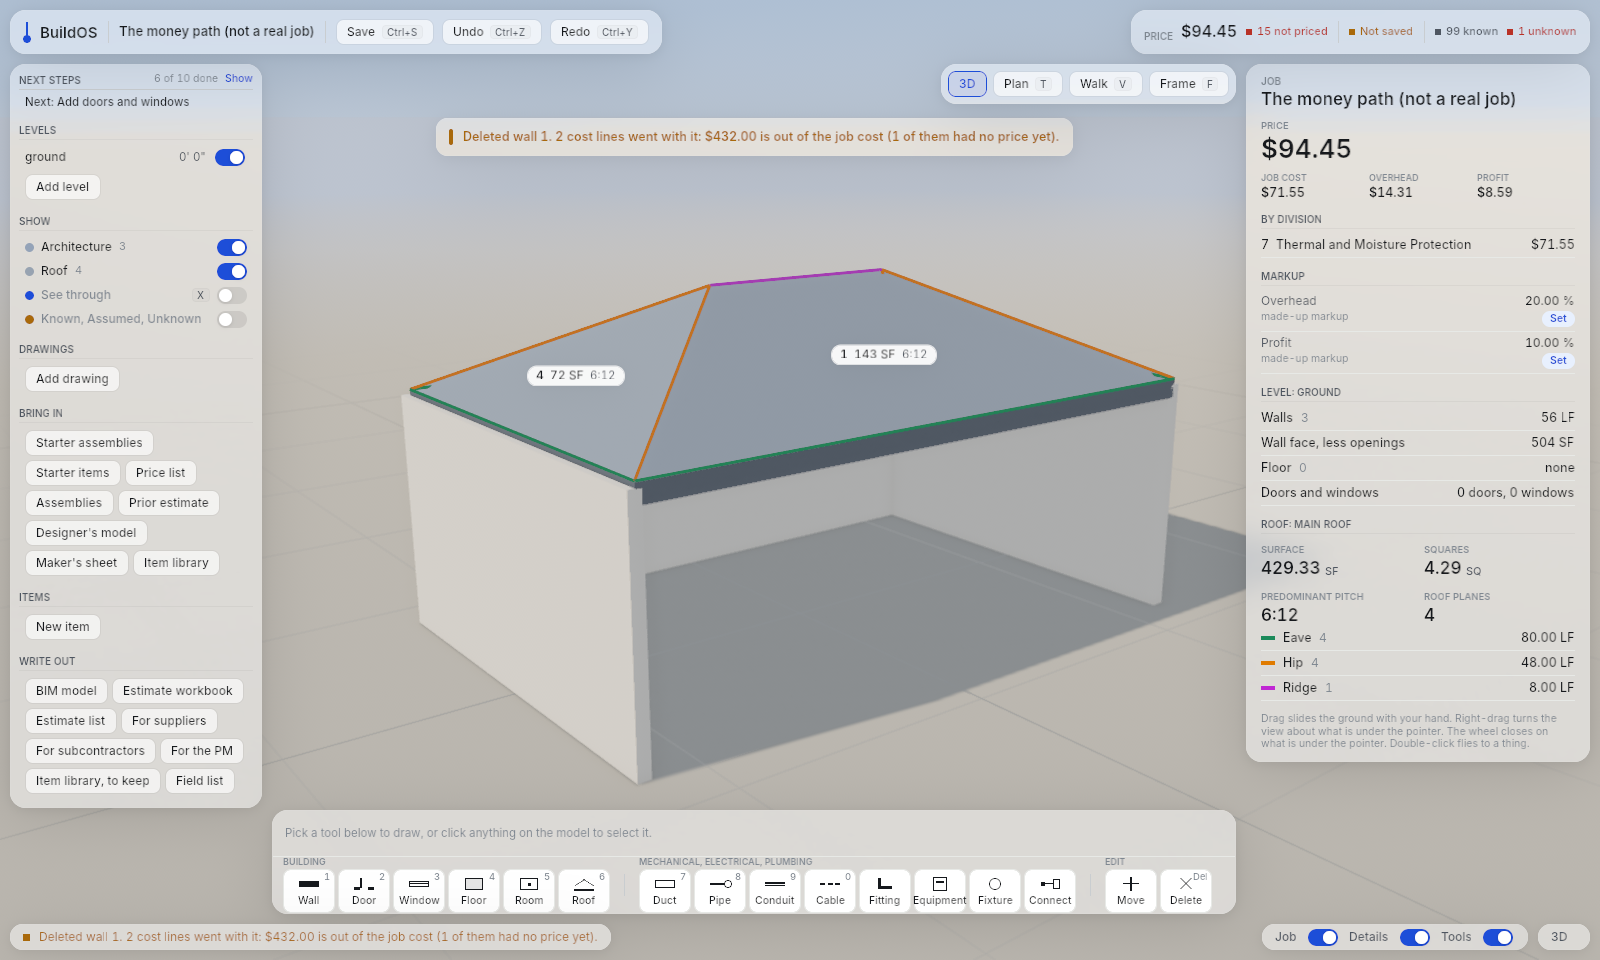 BuildOS
The money path (not a real job)
Save Ctrl+S
Undo Ctrl+Z
Redo Ctrl+Y
PRICE $94.45
15 not priced
Not saved
99 known
1 unknown
NEXT STEPS 6 of 10 done Show
Next: Add doors and windows
LEVELS
ground 0' 0"
Add level
SHOW
Architecture 3
Roof 4
See through X
Known, Assumed, Unknown
DRAWINGS
Add drawing
BRING IN
Starter assemblies
Starter items Price list
Assemblies Prior estimate
Designer's model
Maker's sheet Item library
ITEMS
New item
WRITE OUT
BIM model Estimate workbook
Estimate list For suppliers
For subcontractors For the PM
Item library, to keep Field list
3D
Plan T
Walk V
Frame F
Deleted wall 1. 2 cost lines went with it: $432.00 is out of the job cost (1 of them had no price yet).
4 72 SF 6:12
1 143 SF 6:12
JOB
The money path (not a real job)
PRICE
$94.45
JOB COST OVERHEAD PROFIT
$71.55 $14.31 $8.59
BY DIVISION
7 Thermal and Moisture Protection $71.55
MARKUP
Overhead 20.00 %
made-up markup Set
Profit 10.00 %
made-up markup Set
LEVEL: GROUND
Walls 3 56 LF
Wall face, less openings 504 SF
Floor 0 none
Doors and windows 0 doors, 0 windows
ROOF: MAIN ROOF
SURFACE SQUARES
429.33 SF 4.29 SQ
PREDOMINANT PITCH ROOF PLANES
6:12 4
Eave 4 80.00 LF
Hip 4 48.00 LF
Ridge 1 8.00 LF
Drag slides the ground with your hand. Right-drag turns the
view about what is under the pointer. The wheel closes on
what is under the pointer. Double-click flies to a thing.
Pick a tool below to draw, or click anything on the model to select it.
BUILDING
1 2 3 4 5 6
Wall Door Window Floor Room Roof
MECHANICAL, ELECTRICAL, PLUMBING
7 8 9 0
Duct Pipe Conduit Cable Fitting Equipment Fixture Connect
EDIT
Del
Move Delete
Deleted wall 1. 2 cost lines went with it: $432.00 is out of the job cost (1 of them had no price yet).
Job Details Tools 3D